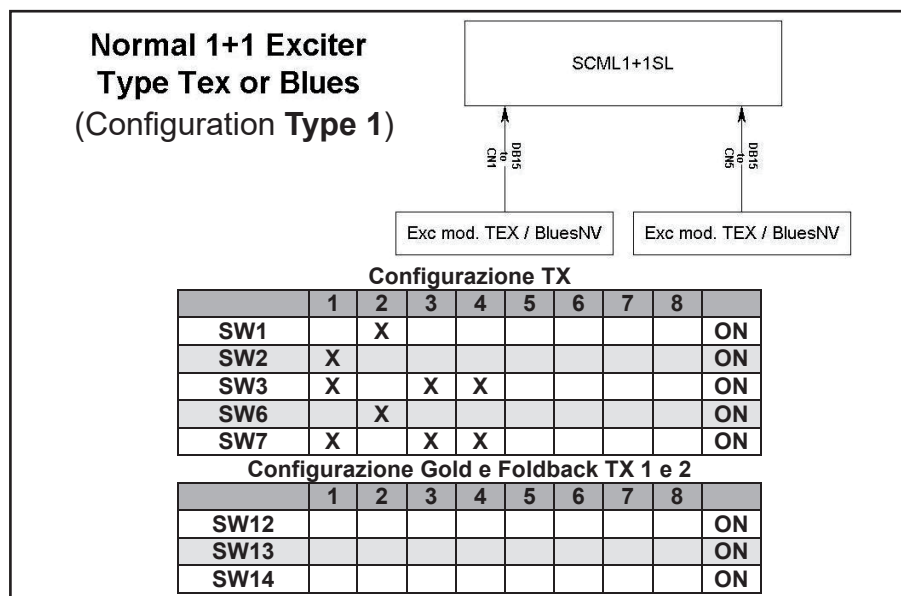 Normal 1+1 Exciter
Type Tex or Blues
(Configuration Type 1)
SCML1+1SL
DB15
to
CN1
DB15
to
CN5
Exc mod. TEX / BluesNV
Exc mod. TEX / BluesNV
Configurazione TX
1 2 3 4 5 6 7 8
SW1 X ON
SW2 X ON
SW3 X X X ON
SW6 X ON
SW7 X X X ON
Configurazione Gold e Foldback TX 1 e 2
1 2 3 4 5 6 7 8
SW12 ON
SW13 ON
SW14 ON